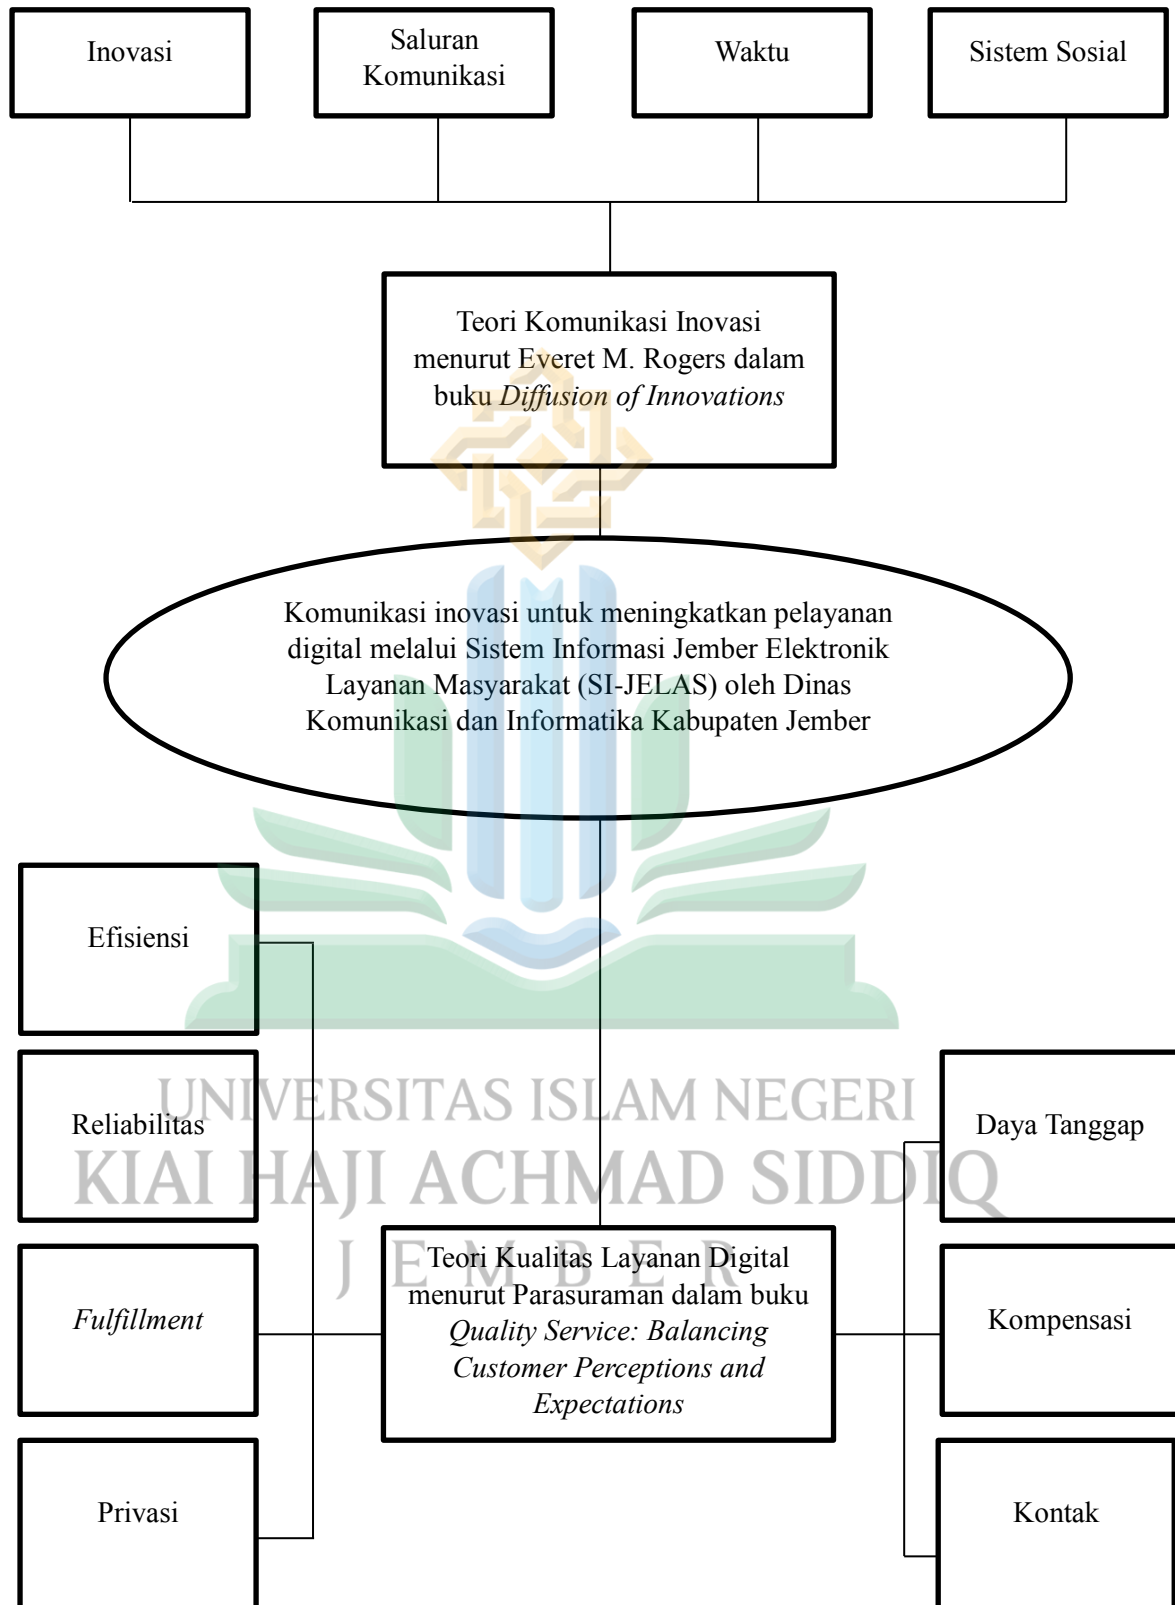 Inovasi
Saluran
Komunikasi
Waktu
Sistem Sosial
Teori Komunikasi Inovasi
menurut Everet M. Rogers dalam
buku Diffusion of Innovations
Komunikasi inovasi untuk meningkatkan pelayanan
digital melalui Sistem Informasi Jember Elektronik
Layanan Masyarakat (SI-JELAS) oleh Dinas
Komunikasi dan Informatika Kabupaten Jember
Efisiensi
Reliabilitas
Fulfillment
Privasi
UNIVERSITAS ISLAM NEGERI
KIAI HAJI ACHMAD SIDDIQ
JEMBER
Teori Kualitas Layanan Digital
menurut Parasuraman dalam buku
Quality Service: Balancing
Customer Perceptions and
Expectations
Daya Tanggap
Kompensasi
Kontak